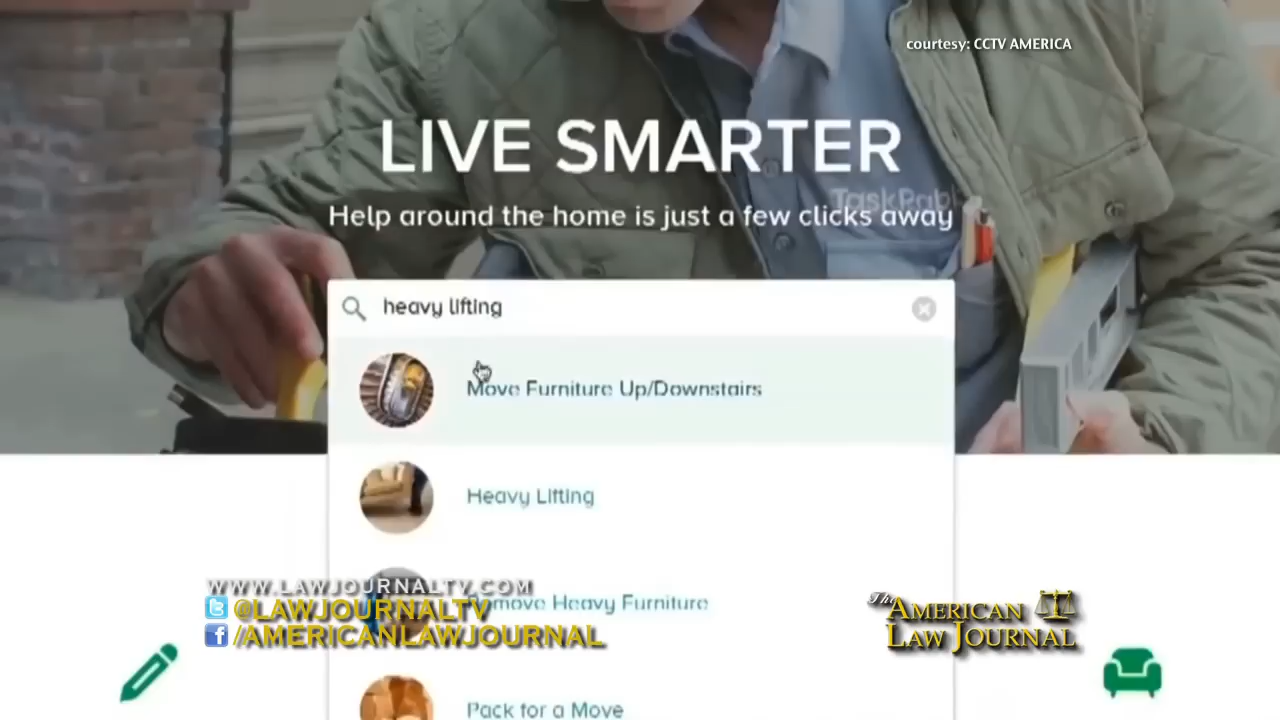 courtesy: CCTV AMERICA
LIVE SMARTER
Help around the home is just a few clicks away
heavy lifting
Move Furniture Up/Downstairs
Heavy Lifting
WWW.LAWJOURNALTV.COM
@LAWJOURNALTV
Heavy Furniture
/AMERICANLAWJOURNAL
The
AMERICAN
LAW JOURNAL
Pack for a Move